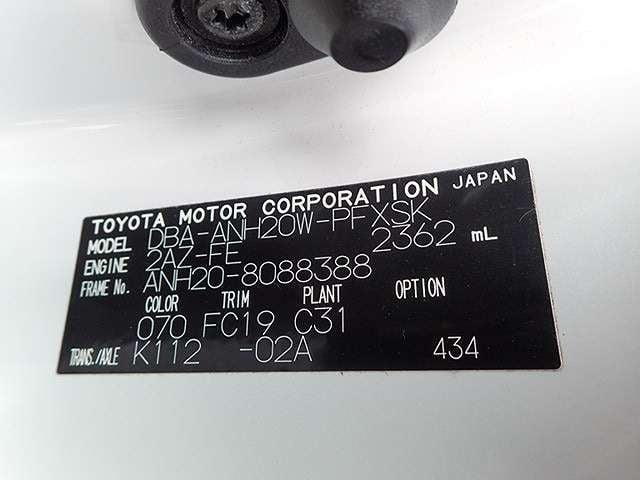 TOYOTA MOTOR CORPORATION JAPAN
MODEL DBA-ANH20W-PFXSK
ENGINE 2AZ-FE 2362 mL
FRAME No. ANH20-8088388
COLOR TRIM PLANT OPTION
070 FC19 C31
TRANS./AXLE K112 -02A 434